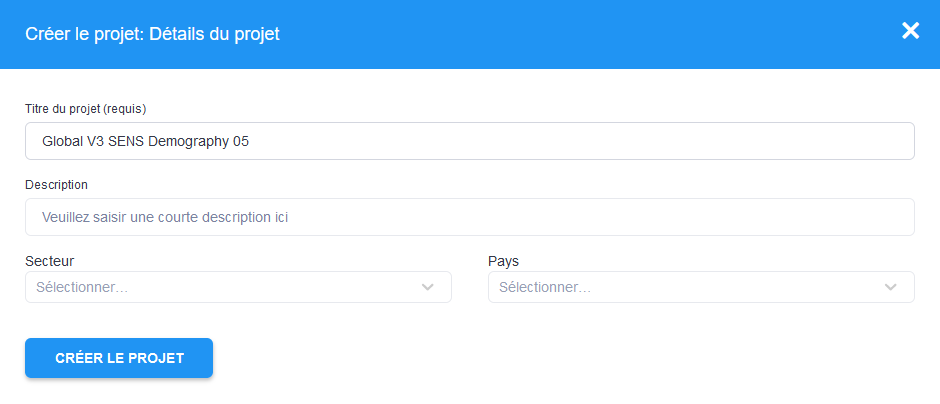 Créer le projet: Détails du projet
Titre du projet (requis)
Global V3 SENS Demography 05
Description
Veuillez saisir une courte description ici
Secteur
Pays
Sélectionner...
Sélectionner...
CRÉER LE PROJET